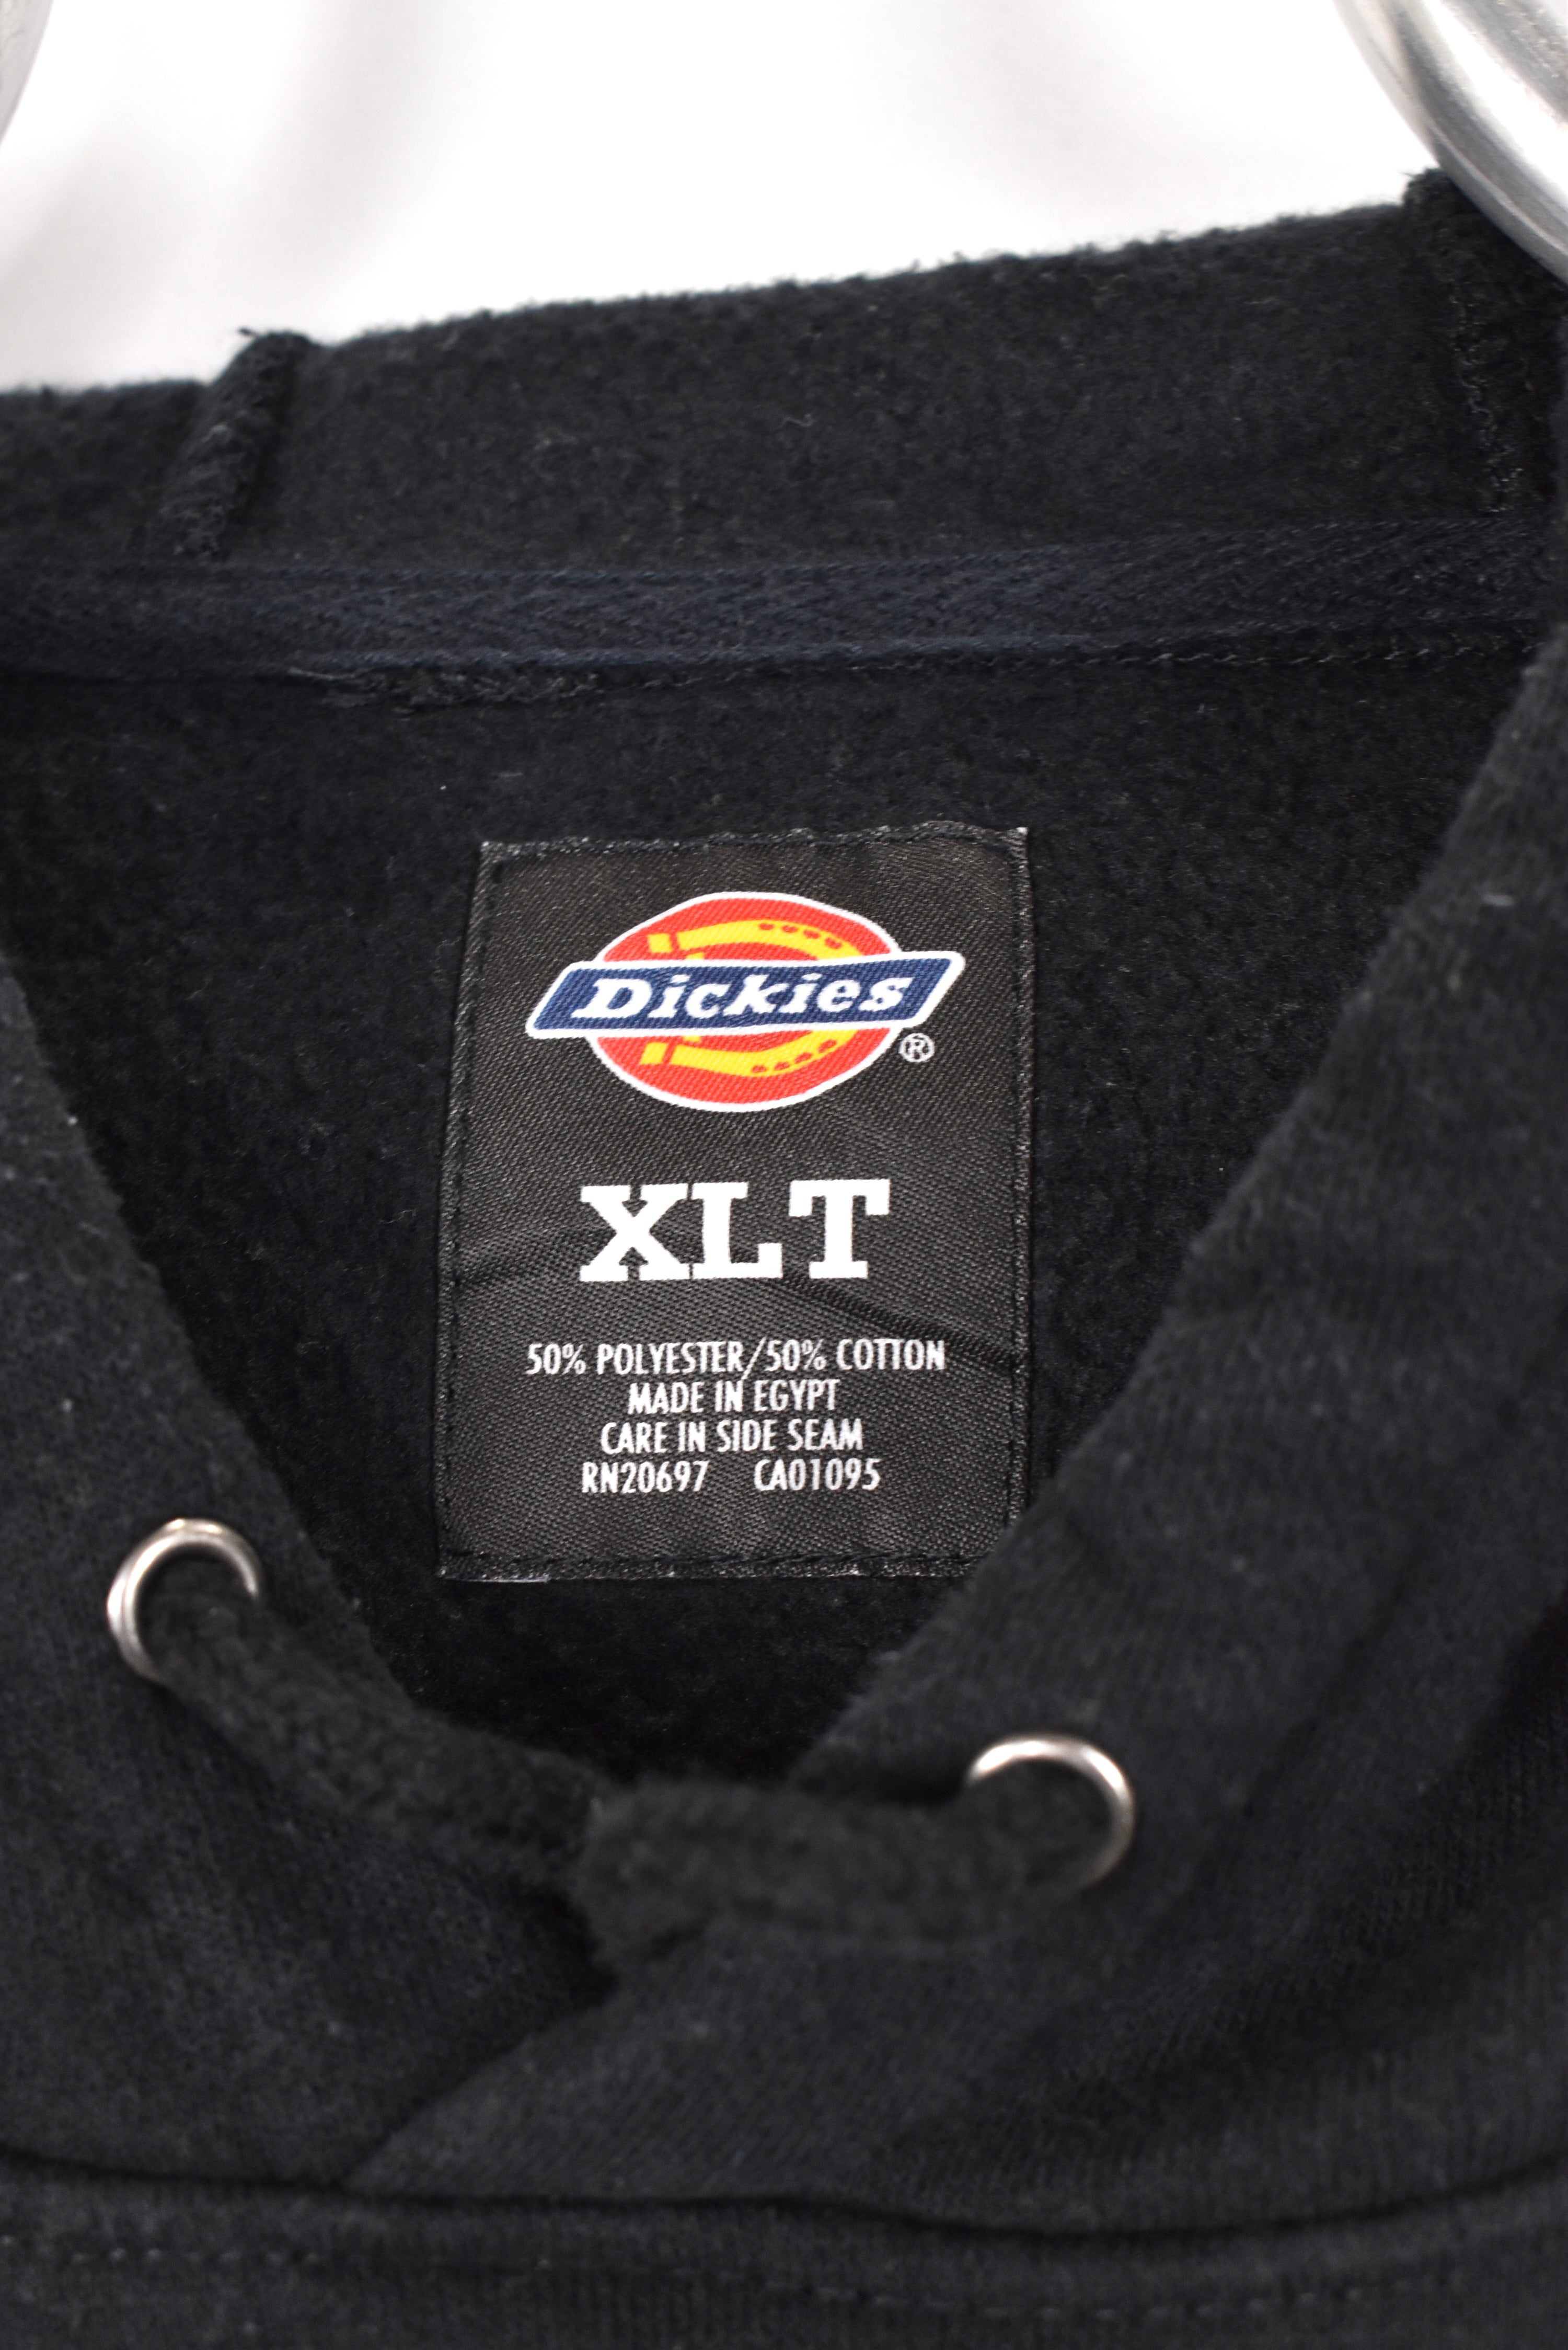 Dickies
®
XLT
50% POLYESTER/50% COTTON
MADE IN EGYPT
CARE IN SIDE SEAM
RN20697 CA01095